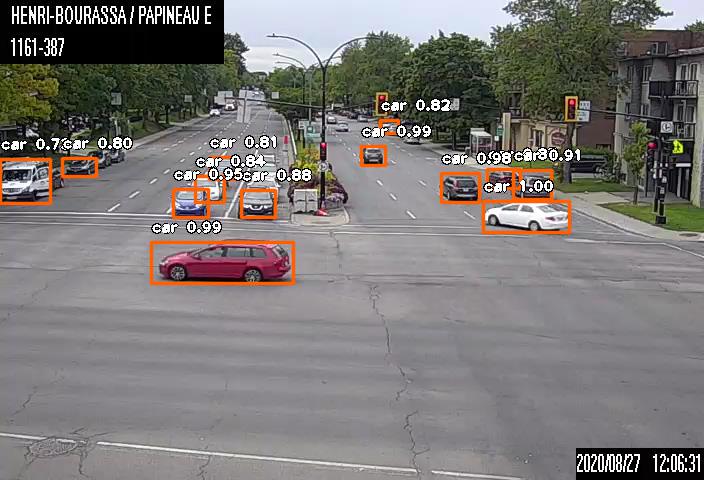 HENRI-BOURASSA / PAPINEAU E
1161-387
car 0.82
car 0.99
car 0.7
car 0.80
car 0.81
car 0.84
car 0.95
car 0.88
car 0.98
0.91
car 1.00
car 0.99
2020/08/27 12:06:31